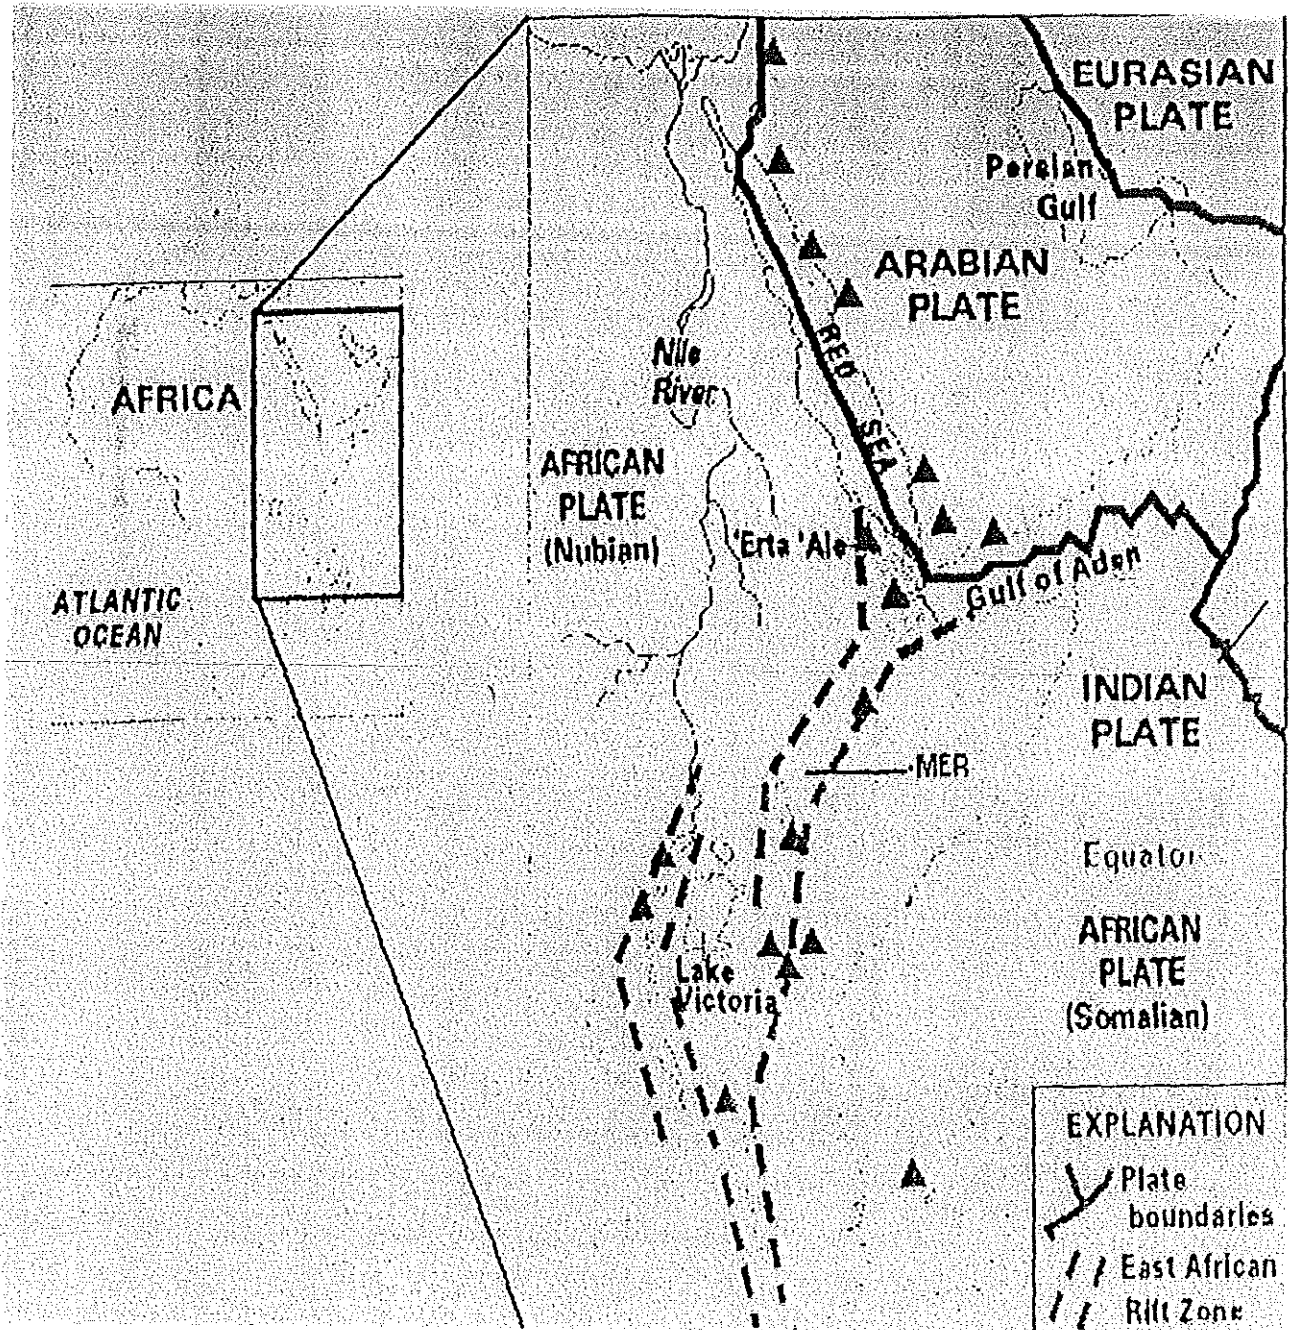 EURASIAN
PLATE
Persian
Gulf
ARABIAN
PLATE
RED
SEA
Nile
River
AFRICA
AFRICAN
PLATE
(Nubian)
'Erta 'Ale
Gulf of Aden
ATLANTIC
OCEAN
INDIAN
PLATE
MER
Equator
AFRICAN
PLATE
(Somalian)
Lake
Victoria
EXPLANATION
Plate
boundaries
East African
Rift Zone